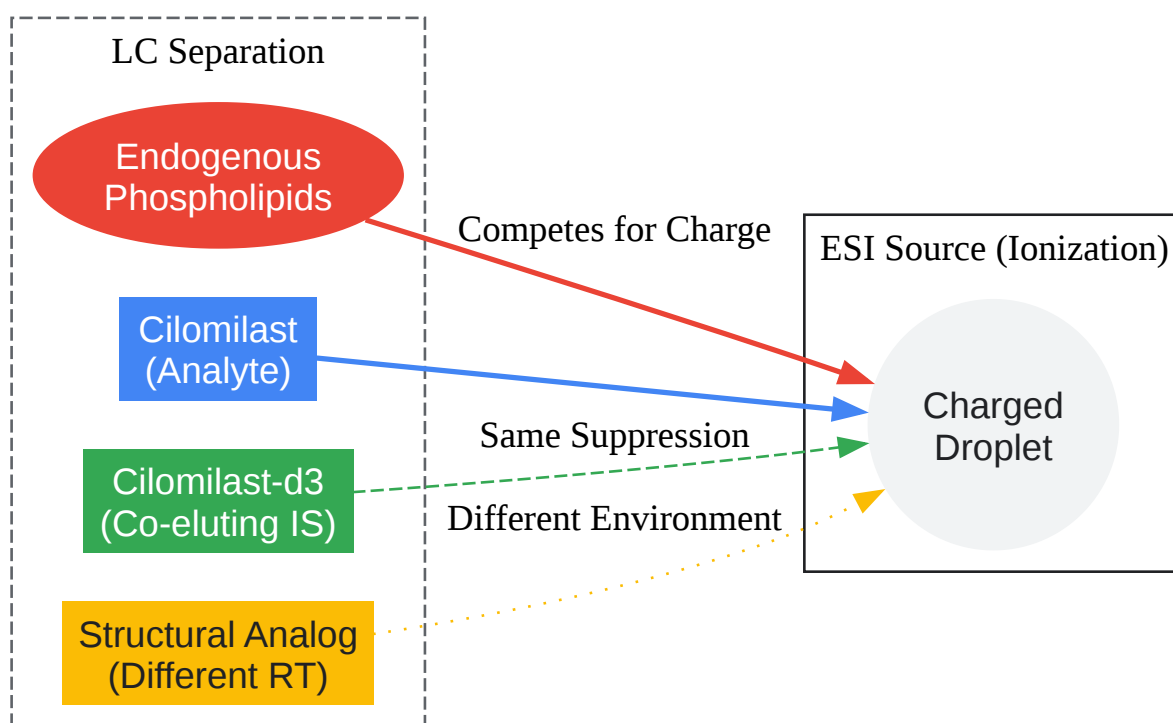 LC Separation
Endogenous
Phospholipids
Competes for Charge
ESI Source (Ionization)
Cilomilast
(Analyte)
Charged
Droplet
Same Suppression
Cilomilast-d3
(Co-eluting IS)
Different Environment
Structural Analog
(Different RT)